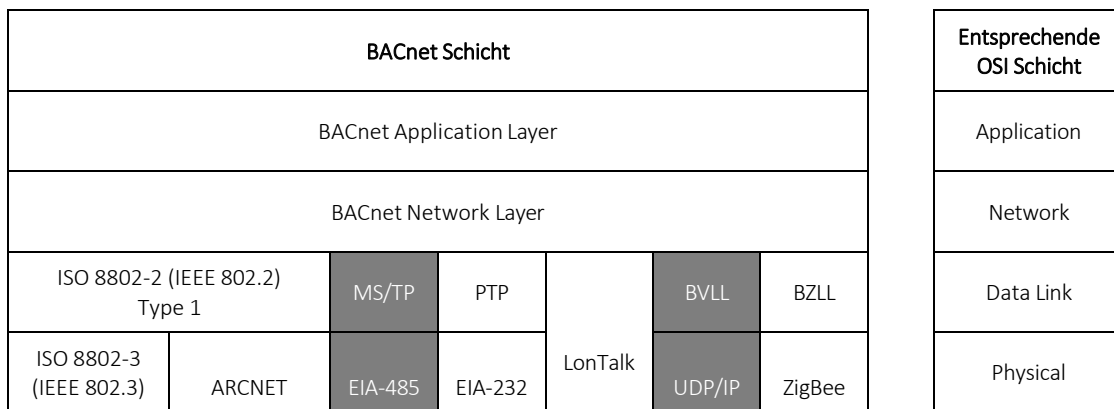 BACnet Schicht
Entsprechende
OSI Schicht
BACnet Application Layer
Application
BACnet Network Layer
Network
ISO 8802-2 (IEEE 802.2)
Type 1
MS/TP
PTP
LonTalk
BVLL
BZLL
Data Link
ISO 8802-3
(IEEE 802.3)
ARCNET
EIA-485
EIA-232
UDP/IP
ZigBee
Physical